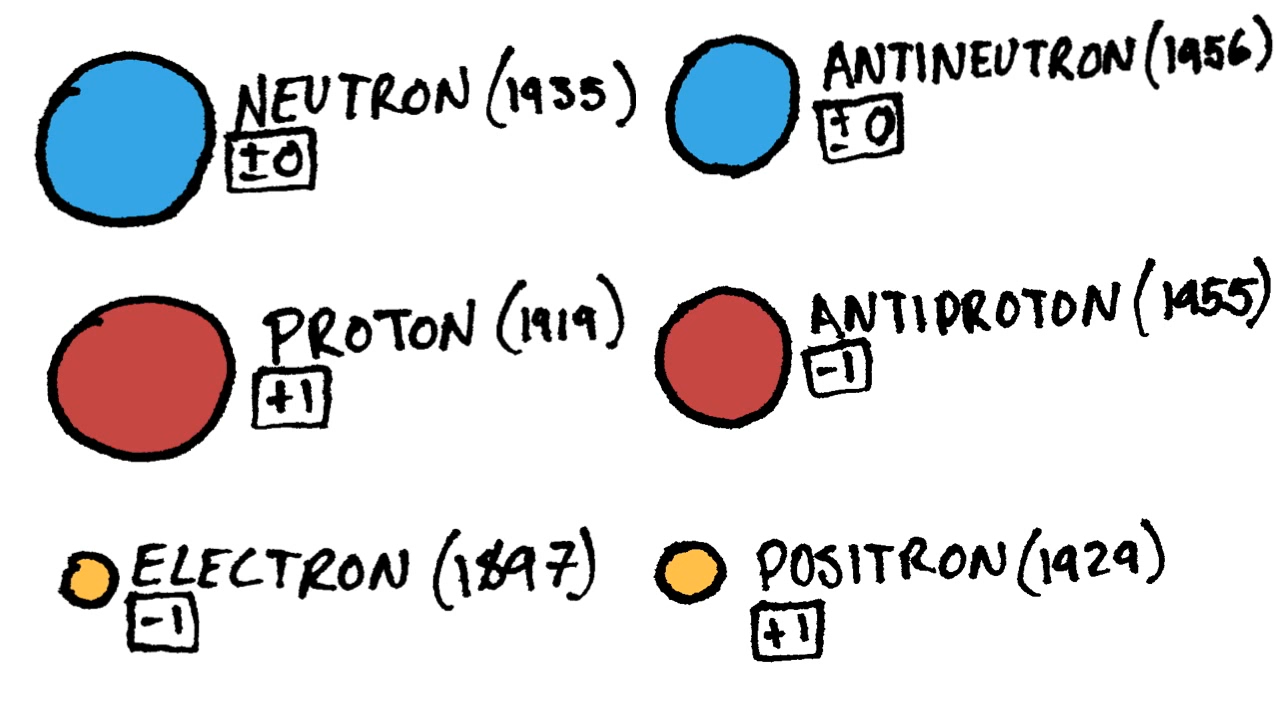 NEUTRON (1935)
±0
ANTINEUTRON (1956)
±0
PROTON (1919)
+1
ANTIPROTON (1955)
-1
ELECTRON (1897)
-1
POSITRON (1929)
+1